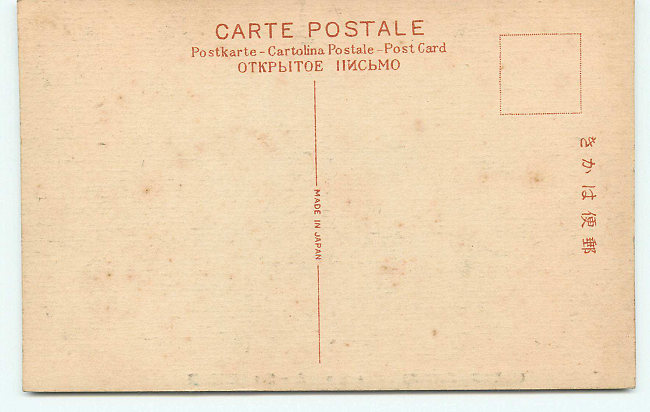 CARTE POSTALE
Postkarte - Cartolina Postale - Post Card
ОТКРЫТОЕ ПИСЬМО
郵便はかき
MADE IN JAPAN